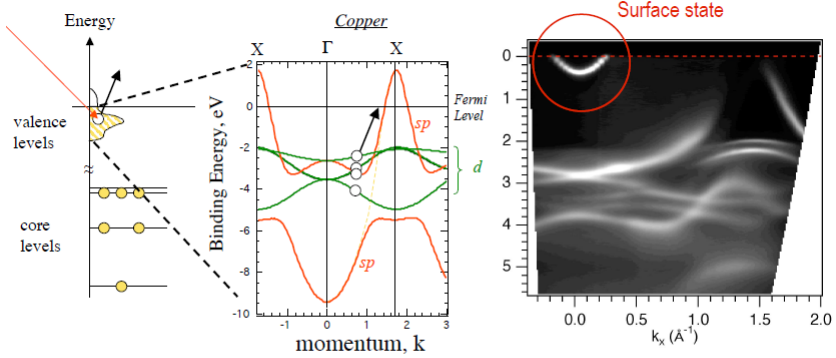 Energy
valence
levels
≈
core
levels
Copper
X Γ X
2
0
-2
-4
-6
-8
-10
Binding Energy, eV
sp
sp
Fermi
Level
d
-1 0 1 2 3
momentum, k
Surface state
0
1
2
3
4
5
0.0 0.5 1.0 1.5 2.0
kx (Å-1)